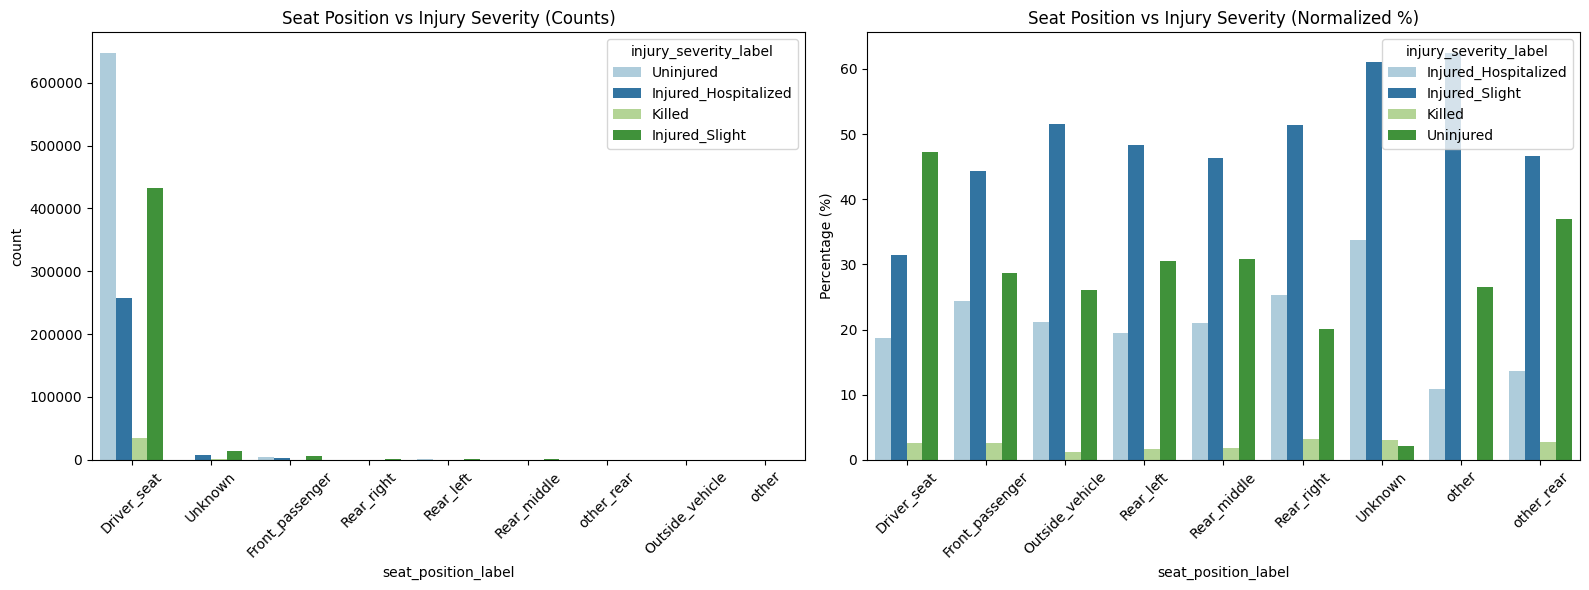 Seat Position vs Injury Severity (Counts)
injury_severity_label
Uninjured
Injured_Hospitalized
Killed
Injured_Slight
count
600000
500000
400000
300000
200000
100000
0
Driver_seat
Unknown
Front_passenger
Rear_right
Rear_left
Rear_middle
other_rear
Outside_vehicle
other
seat_position_label
Seat Position vs Injury Severity (Normalized %)
injury_severity_label
Injured_Hospitalized
Injured_Slight
Killed
Uninjured
Percentage (%)
60
50
40
30
20
10
0
Driver_seat
Front_passenger
Outside_vehicle
Rear_left
Rear_middle
Rear_right
Unknown
other
other_rear
seat_position_label